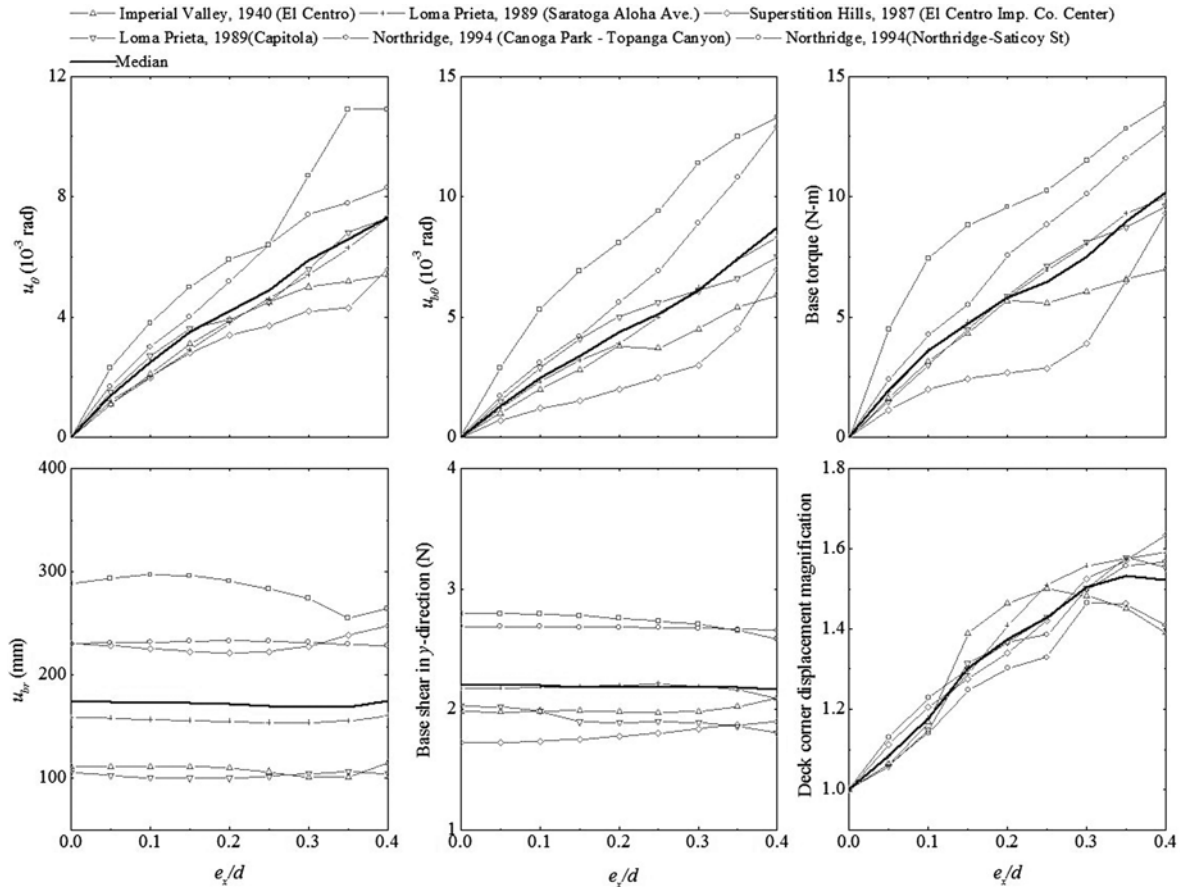 Imperial Valley, 1940 (El Centro) Loma Prieta, 1989 (Saratoga Aloha Ave.) Superstition Hills, 1987 (El Centro Imp. Co. Center)
Loma Prieta, 1989(Capitola) Northridge, 1994 (Canoga Park - Topanga Canyon) Northridge, 1994(Northridge-Saticoy St)
Median
12
8
4
0
u_θ (10⁻³ rad)
15
10
5
0
u_bθ (10⁻³ rad)
15
10
5
0
Base torque (N-m)
400
300
200
100
u_br (mm)
0.0 0.1 0.2 0.3 0.4
e_x/d
4
3
2
1
Base shear in y-direction (N)
0.1 0.2 0.3 0.4
e_x/d
1.8
1.6
1.4
1.2
1.0
Deck corner displacement magnification
0.0 0.1 0.2 0.3 0.4
e_x/d